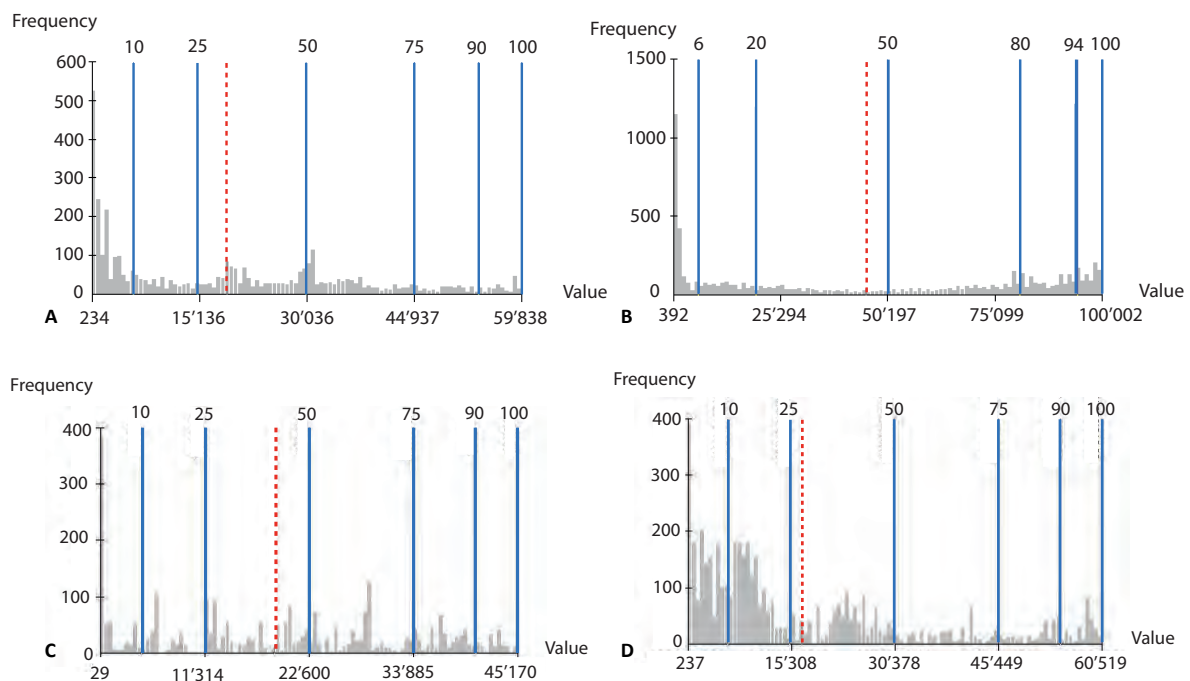 Frequency
10 25 50 75 90 100
600
500
400
300
200
100
0
Value
A
234 15’136 30’036 44’937 59’838
Frequency
6 20 50 80 94 100
1500
1000
500
0
Value
B
392 25’294 50’197 75’099 100’002
Frequency
10 25 50 75 90 100
400
300
200
100
0
Value
C
29 11’314 22’600 33’885 45’170
Frequency
10 25 50 75 90 100
400
300
200
100
0
Value
D
237 15’308 30’378 45’449 60’519